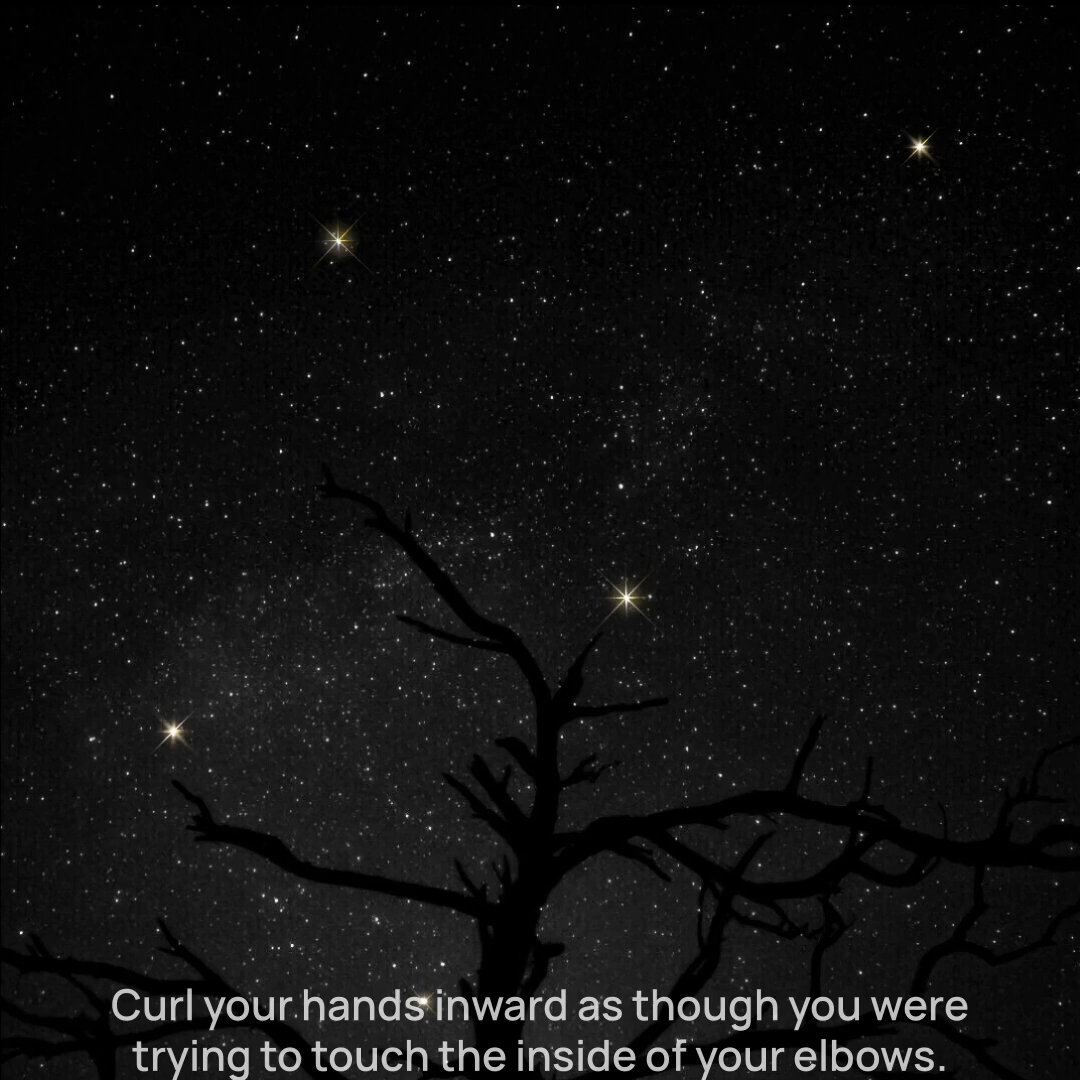 Curl your hands inward as though you were
trying to touch the inside of your elbows.